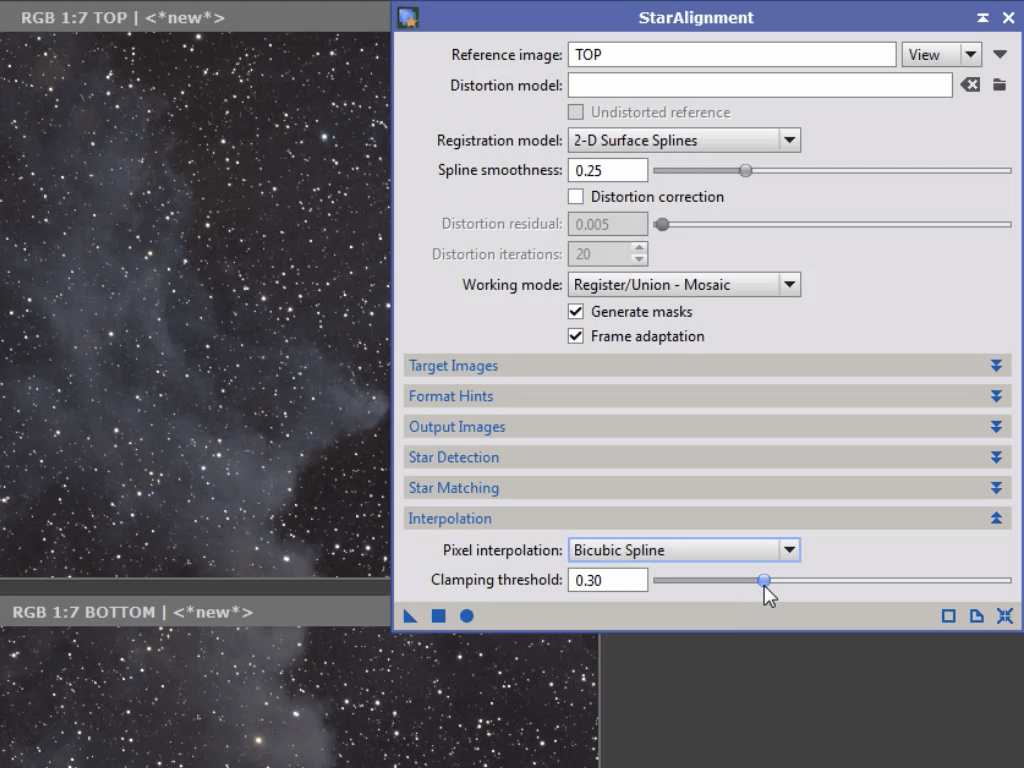 RGB 1:7 TOP | <*new*>
StarAlignment
Reference image: TOP View
Distortion model:
Undistorted reference
Registration model: 2-D Surface Splines
Spline smoothness: 0.25
Distortion correction
Distortion residual: 0.005
Distortion iterations: 20
Working mode: Register/Union - Mosaic
Generate masks
Frame adaptation
Target Images
Format Hints
Output Images
Star Detection
Star Matching
Interpolation
Pixel interpolation: Bicubic Spline
Clamping threshold: 0.30
RGB 1:7 BOTTOM | <*new*>